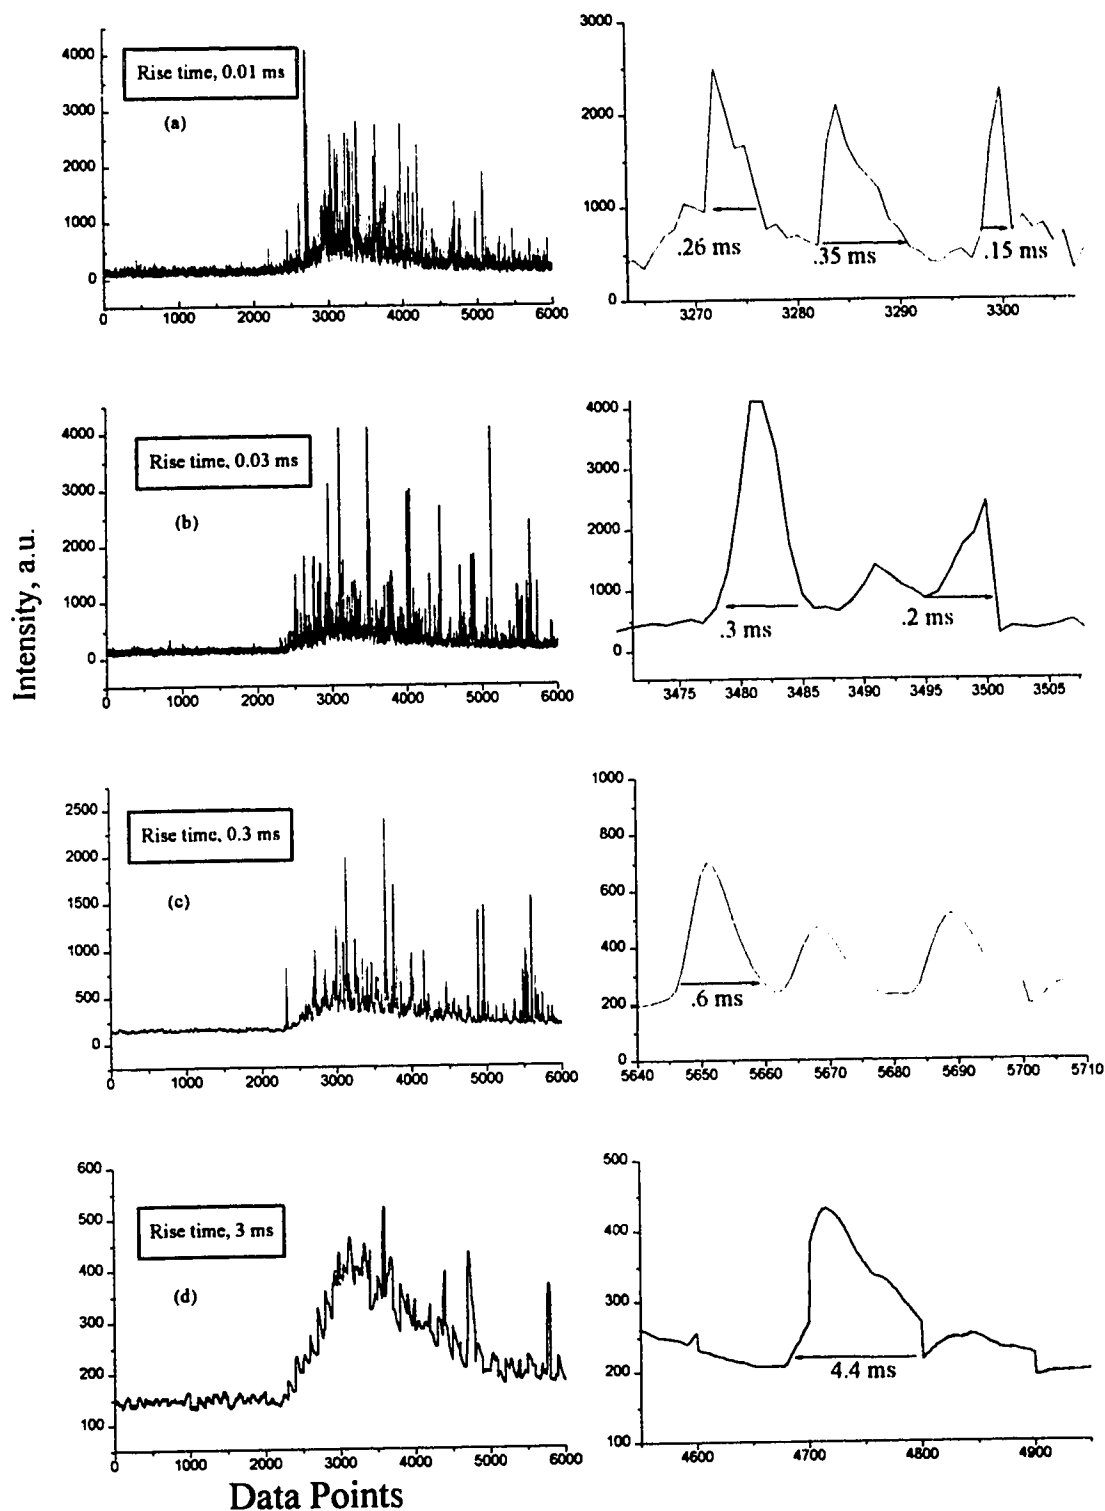 4000
3000
2000
1000
0
Rise time, 0.01 ms
(a)
0 1000 2000 3000 4000 5000 6000
3000
2000
1000
0
.26 ms
.35 ms
.15 ms
3270 3280 3290 3300
4000
3000
2000
1000
0
Rise time, 0.03 ms
(b)
0 1000 2000 3000 4000 5000 6000
4000
3000
2000
1000
0
.3 ms
.2 ms
3475 3480 3485 3490 3495 3500 3505
Intensity, a.u.
2500
2000
1500
1000
500
0
Rise time, 0.3 ms
(c)
0 1000 2000 3000 4000 5000 6000
1000
800
600
400
200
0
.6 ms
5640 5650 5660 5670 5680 5690 5700 5710
600
500
400
300
200
100
Rise time, 3 ms
(d)
0 1000 2000 3000 4000 5000 6000
500
400
300
200
100
4.4 ms
4600 4700 4800 4900
Data Points